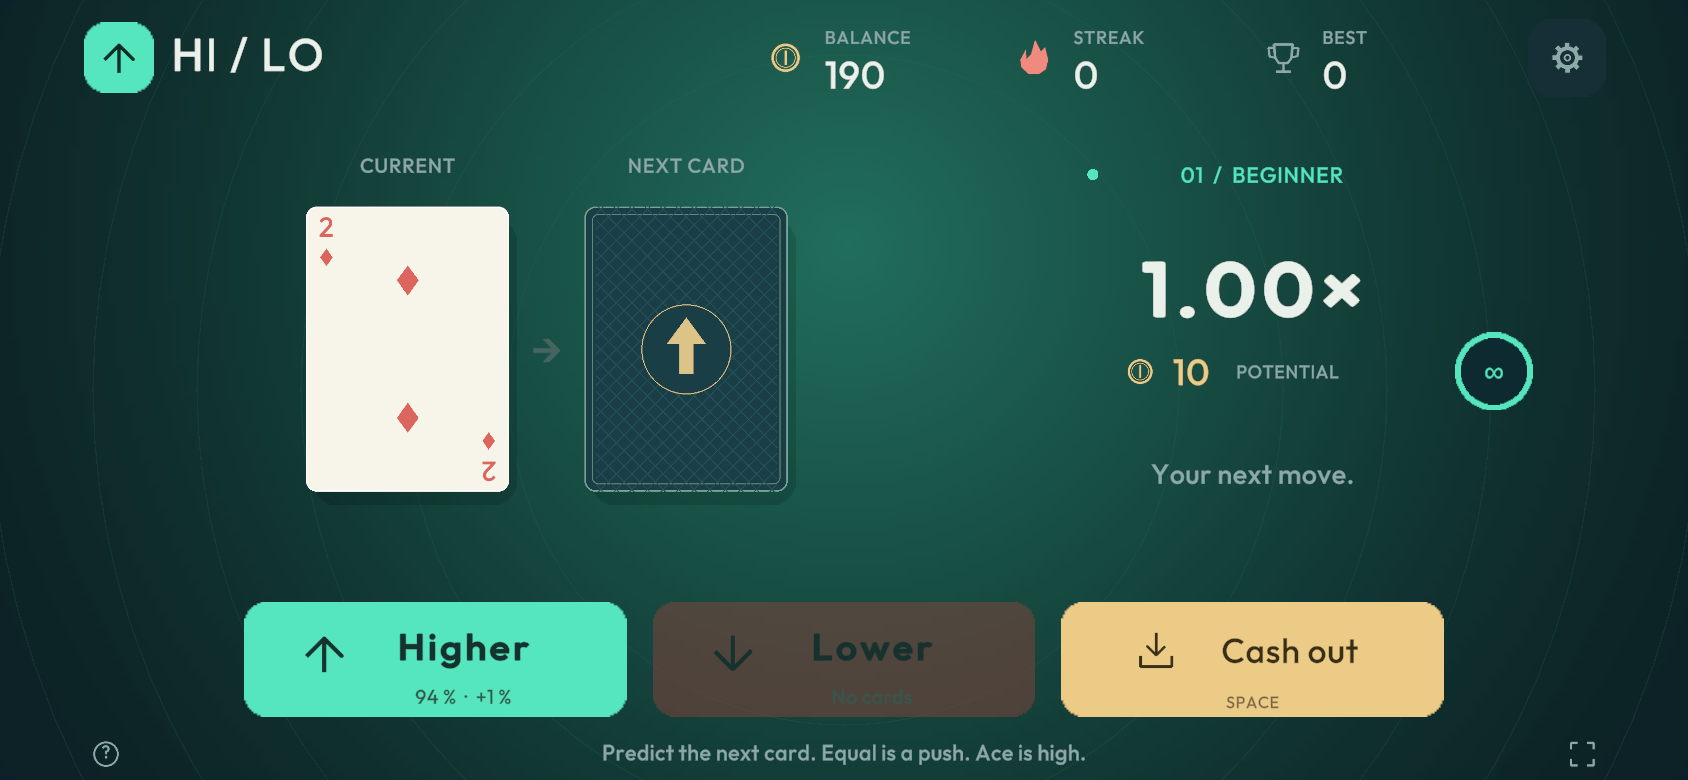 HI / LO
BALANCE
190
STREAK
0
BEST
0
CURRENT
NEXT CARD
2
2
01 / BEGINNER
1.00×
10 POTENTIAL
∞
Your next move.
Higher
94 % · +1 %
Lower
No cards
Cash out
SPACE
?
Predict the next card. Equal is a push. Ace is high.